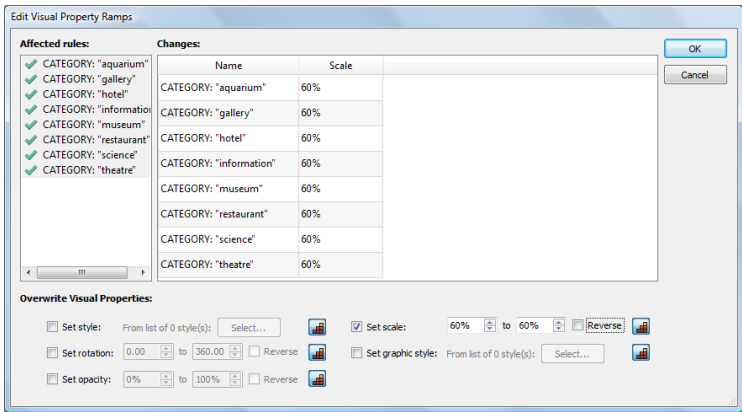 Edit Visual Property Ramps
Affected rules:
CATEGORY: "aquarium"
CATEGORY: "gallery"
CATEGORY: "hotel"
CATEGORY: "information
CATEGORY: "museum"
CATEGORY: "restaurant"
CATEGORY: "science"
CATEGORY: "theatre"
Changes:
Name Scale
CATEGORY: "aquarium" 60%
CATEGORY: "gallery" 60%
CATEGORY: "hotel" 60%
CATEGORY: "information" 60%
CATEGORY: "museum" 60%
CATEGORY: "restaurant" 60%
CATEGORY: "science" 60%
CATEGORY: "theatre" 60%
OK
Cancel
Overwrite Visual Properties:
Set style: From list of 0 style(s): Select...
Set rotation: 0.00 to 360.00 Reverse
Set opacity: 0% to 100% Reverse
Set scale: 60% to 60% Reverse
Set graphic style: From list of 0 style(s): Select...